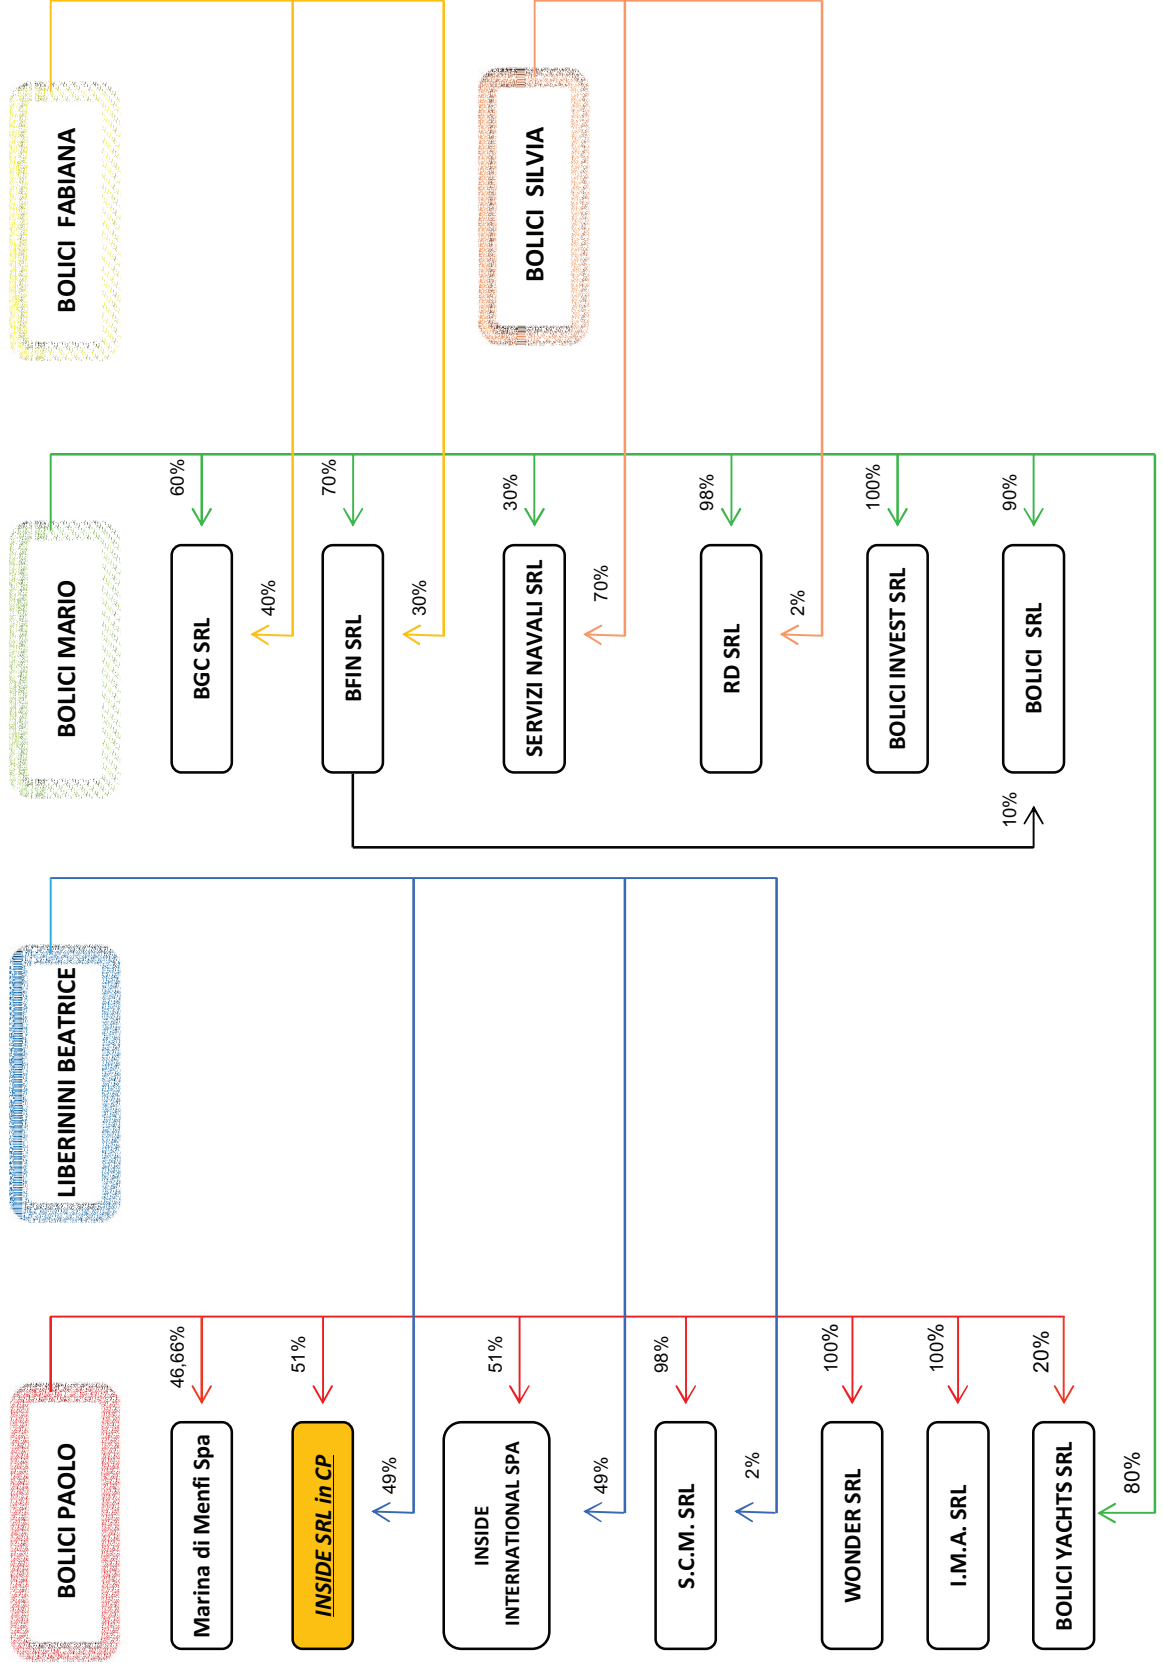 BOLICI PAOLO
LIBERININI BEATRICE
BOLICI MARIO
BOLICI FABIANA
Marina di Menfi Spa
46,66%
INSIDE SRL in CP
51%
49%
INSIDE
INTERNATIONAL SPA
51%
49%
S.C.M. SRL
98%
2%
WONDER SRL
100%
I.M.A. SRL
100%
BOLICI YACHTS SRL
20%
80%
BGC SRL
60%
40%
BFIN SRL
70%
30%
BOLICI SILVIA
SERVIZI NAVALI SRL
30%
70%
RD SRL
98%
2%
BOLICI INVEST SRL
100%
BOLICI SRL
90%
10%